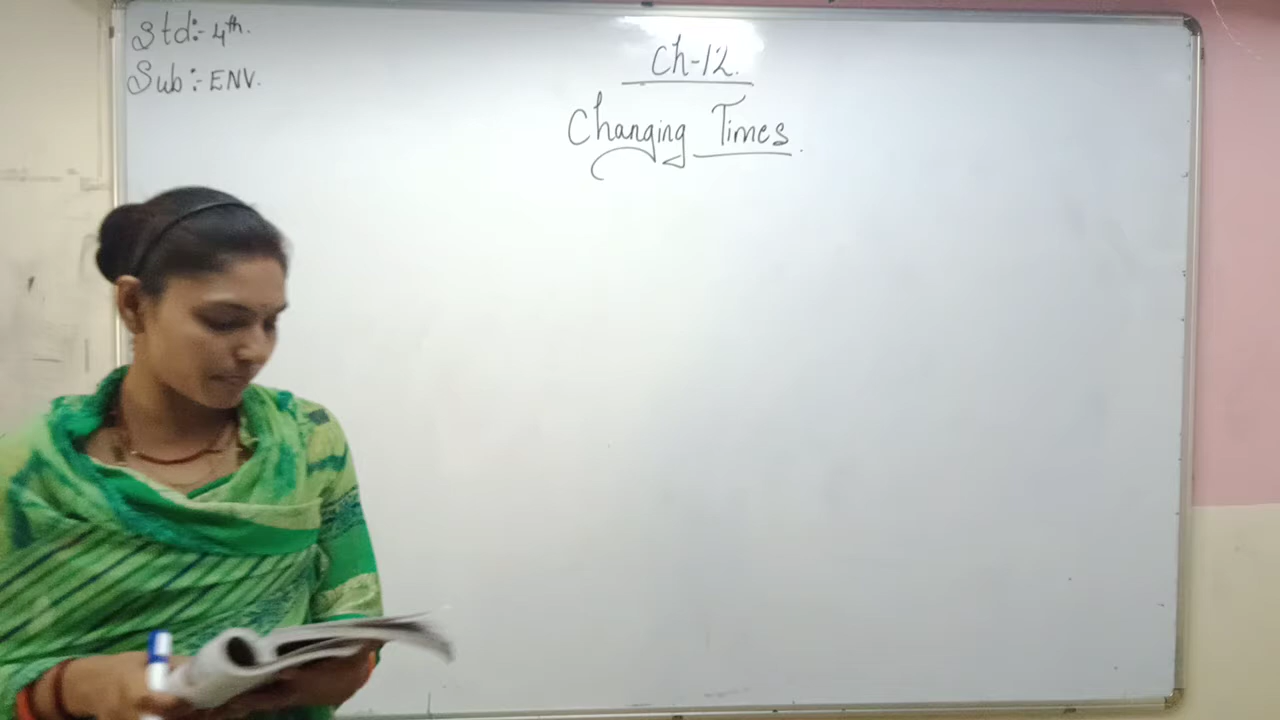 Std:- 4th.
Sub:- ENV.
Ch-12.
Changing Times.